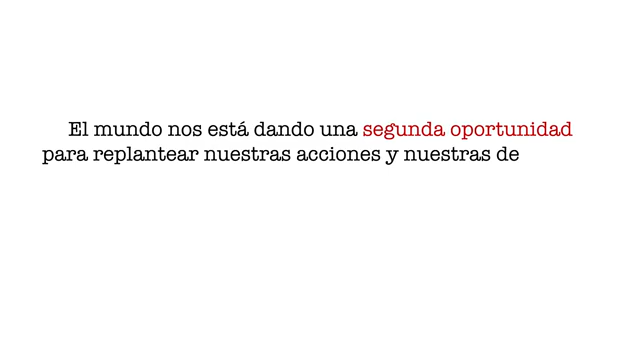 El mundo nos está dando una segunda oportunidad
para replantear nuestras acciones y nuestras de